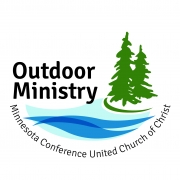 Outdoor
Ministry
Minnesota Conference United Church of Christ